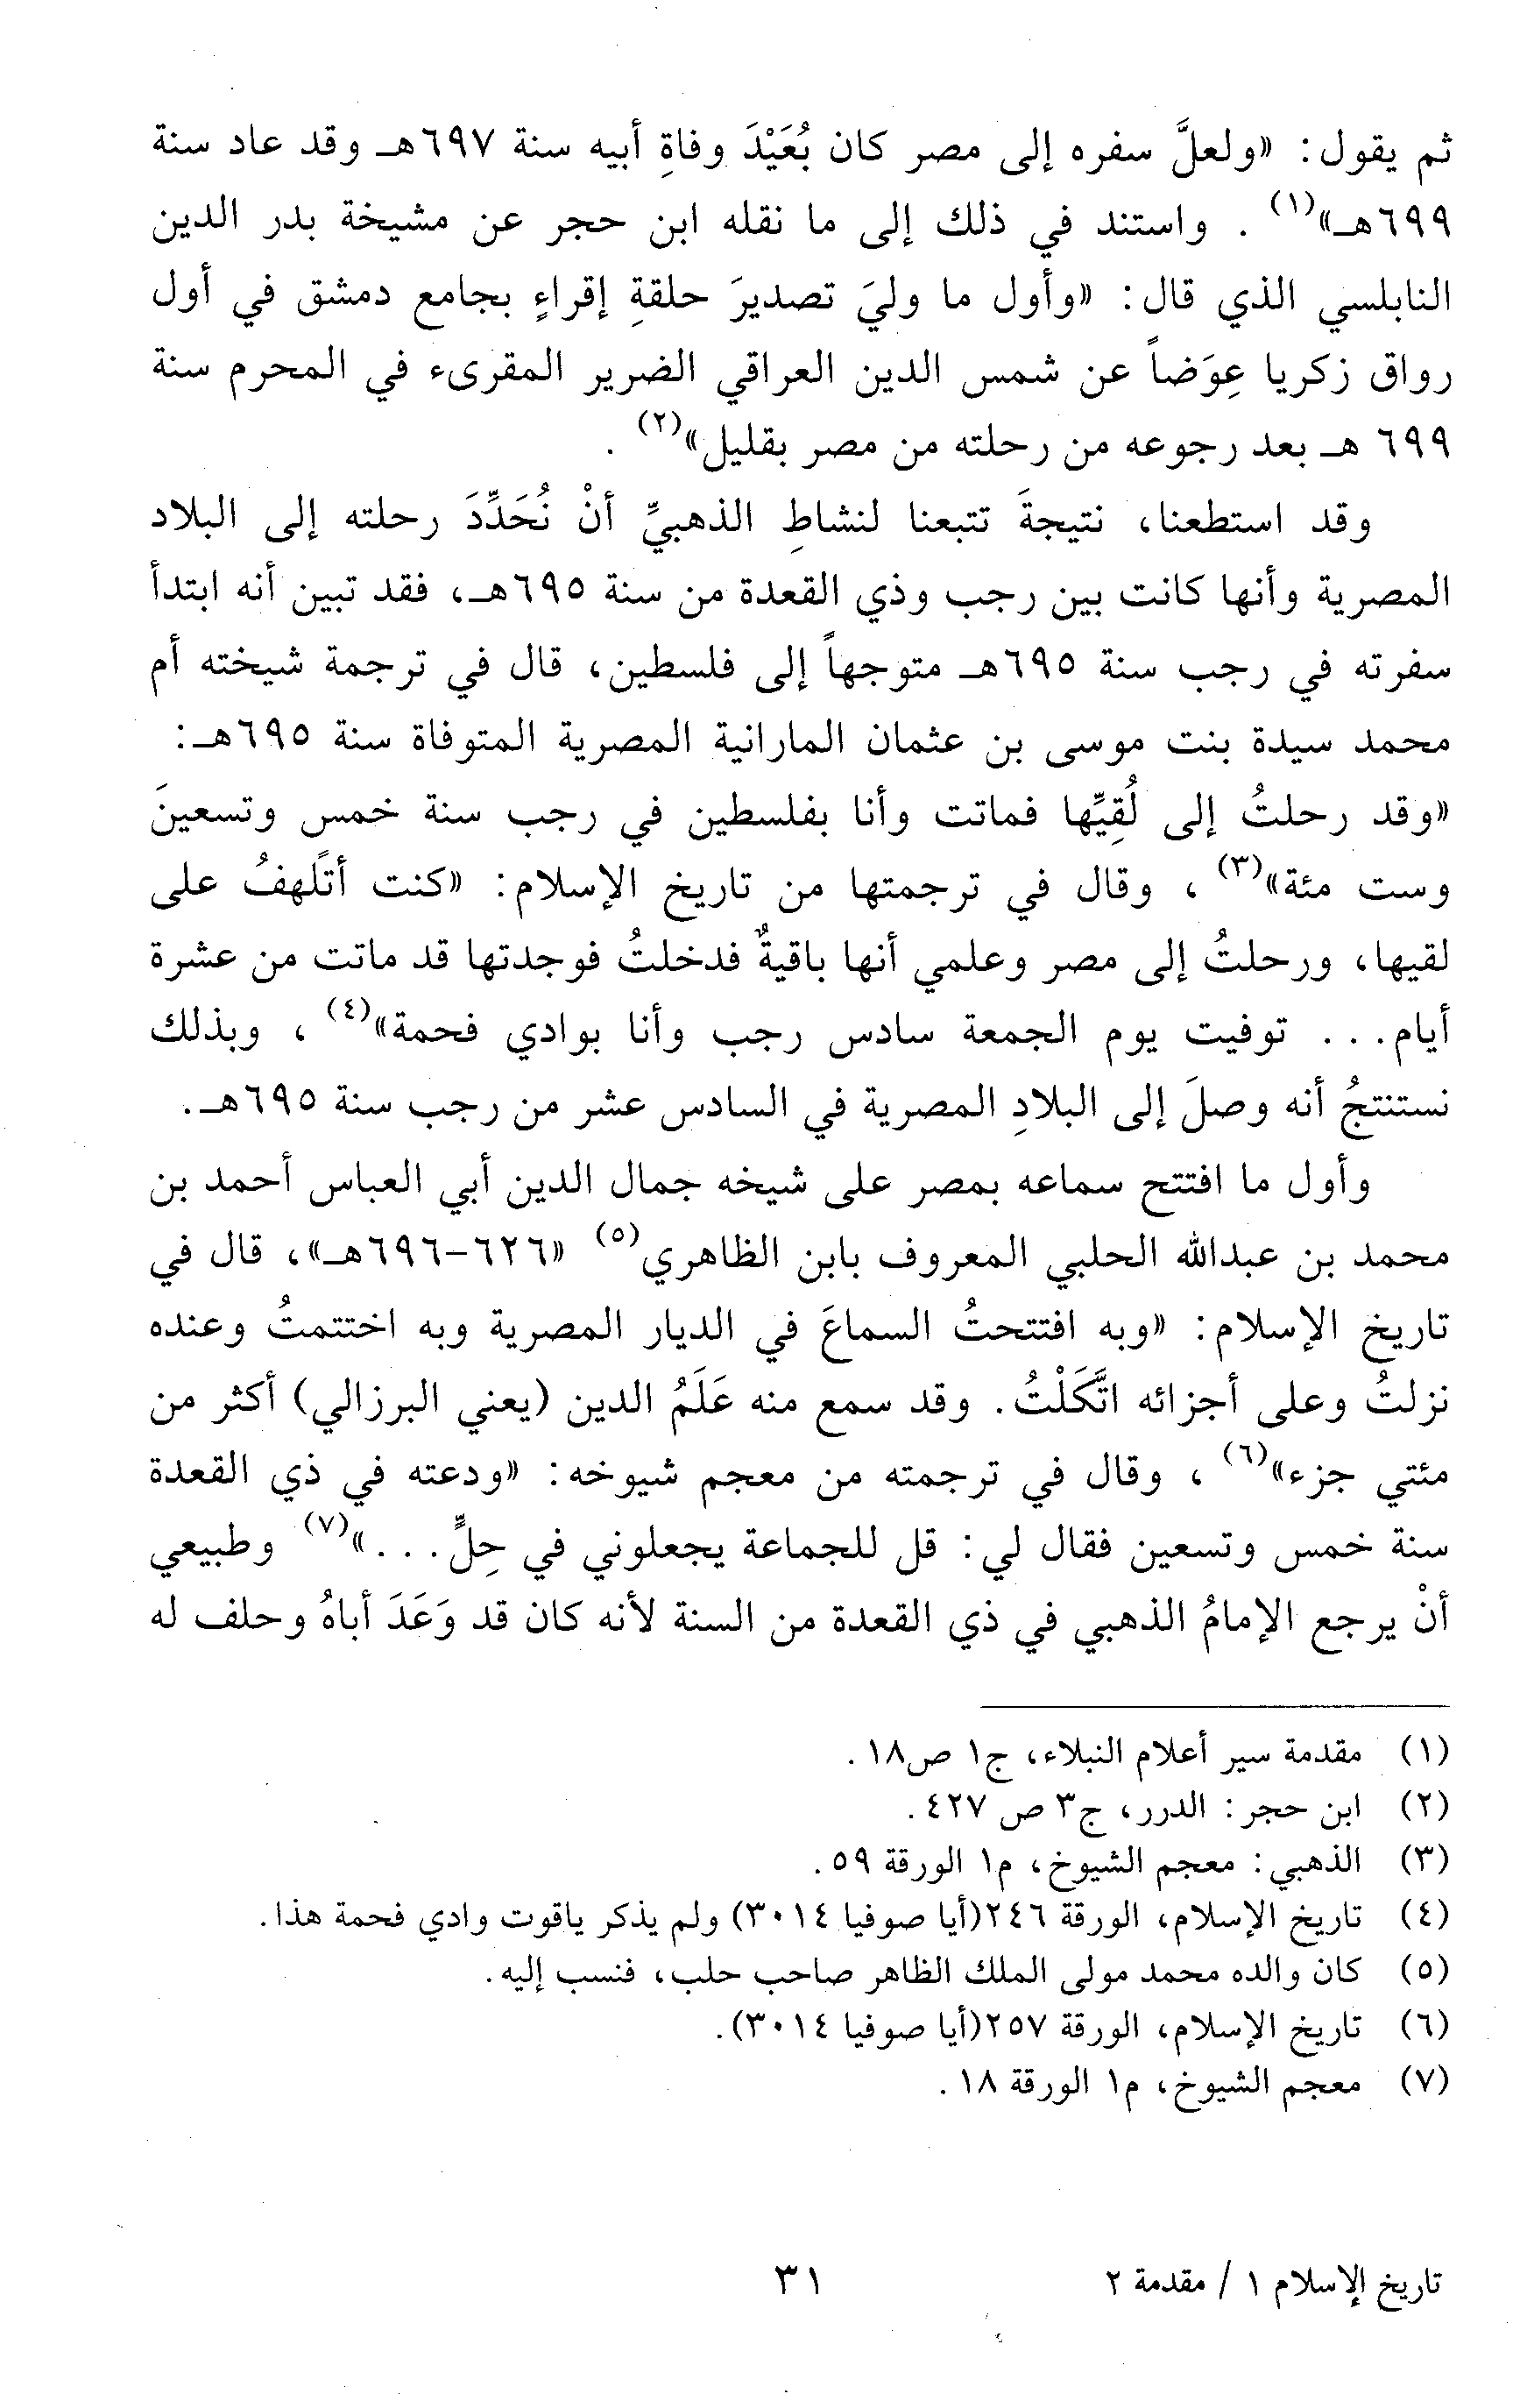 ثم يقول: «ولعلَّ سفره إلى مصر كان بُعَيْدَ وفاةِ أبيه سنة ٦٩٧هـ وقد عاد سنة
٦٩٩هـ»(١). واستند في ذلك إلى ما نقله ابن حجر عن مشيخة بدر الدين
النابلسي الذي قال: «وأول ما وليَ تصديرَ حلقةِ إقراءٍ بجامع دمشق في أول
رواق زكريا عِوَضاً عن شمس الدين العراقي الضرير المقرىء في المحرم سنة
٦٩٩ هـ بعد رجوعه من رحلته من مصر بقليل»(٢).
وقد استطعنا، نتيجةَ تتبعنا لنشاطِ الذهبيِّ أنْ نُحَدِّدَ رحلته إلى البلاد
المصرية وأنها كانت بين رجب وذي القعدة من سنة ٦٩٥هـ، فقد تبين أنه ابتدأ
سفرته في رجب سنة ٦٩٥هـ متوجهاً إلى فلسطين، قال في ترجمة شيخته أم
محمد سيدة بنت موسى بن عثمان المارانية المصرية المتوفاة سنة ٦٩٥هـ:
«وقد رحلتُ إلى لُقِيِّها فماتت وأنا بفلسطين في رجب سنة خمس وتسعينَ
وست مئة»(٣)، وقال في ترجمتها من تاريخ الإسلام: «كنت أتَلهفُ على
لقيها، ورحلتُ إلى مصر وعلمي أنها باقيةٌ فدخلتُ فوجدتها قد ماتت من عشرة
أيام... توفيت يوم الجمعة سادس رجب وأنا بوادي فحمة»(٤)، وبذلك
نستنتجُ أنه وصلَ إلى البلادِ المصرية في السادس عشر من رجب سنة ٦٩٥هـ.
وأول ما افتتح سماعه بمصر على شيخه جمال الدين أبي العباس أحمد بن
محمد بن عبدالله الحلبي المعروف بابن الظاهري(٥) «٦٢٦-٦٩٦هـ»، قال في
تاريخ الإسلام: «وبه افتتحتُ السماعَ في الديار المصرية وبه اختتمتُ وعنده
نزلتُ وعلى أجزائه اتَّكَلْتُ. وقد سمع منه عَلَمُ الدين (يعني البرزالي) أكثر من
مئتي جزء»(٦)، وقال في ترجمته من معجم شيوخه: «ودعته في ذي القعدة
سنة خمس وتسعين فقال لي: قل للجماعة يجعلوني في حِلٍّ...»(٧) وطبيعي
أنْ يرجع الإمامُ الذهبي في ذي القعدة من السنة لأنه كان قد وَعَدَ أباهُ وحلف له
(١) مقدمة سير أعلام النبلاء، ج١ ص١٨.
(٢) ابن حجر: الدرر، ج٣ ص ٤٢٧.
(٣) الذهبي: معجم الشيوخ، م١ الورقة ٥٩.
(٤) تاريخ الإسلام، الورقة ٢٤٦(أيا صوفيا ٣٠١٤) ولم يذكر ياقوت وادي فحمة هذا.
(٥) كان والده محمد مولى الملك الظاهر صاحب حلب، فنسب إليه.
(٦) تاريخ الإسلام، الورقة ٢٥٧(أيا صوفيا ٣٠١٤).
(٧) معجم الشيوخ، م١ الورقة ١٨.
تاريخ الإسلام ١ / مقدمة ٢
٣١